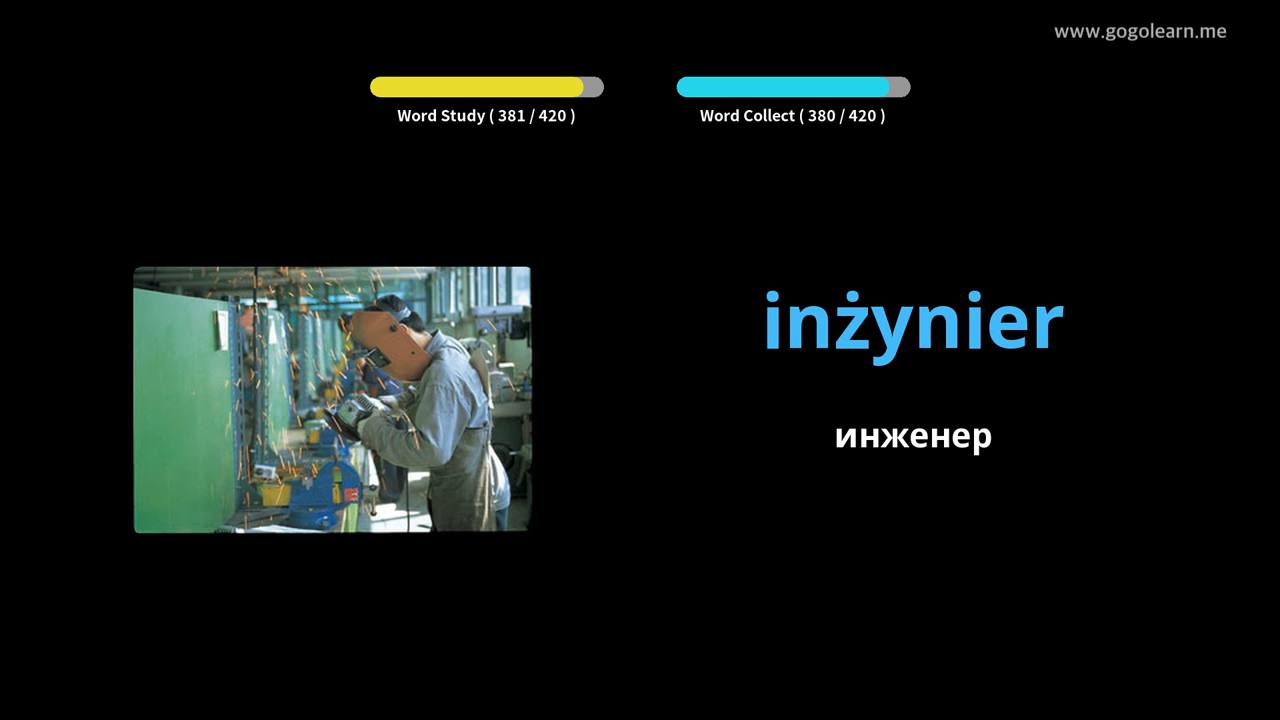 www.gogolearn.me
Word Study ( 381 / 420 )
Word Collect ( 380 / 420 )
inżynier
инженер